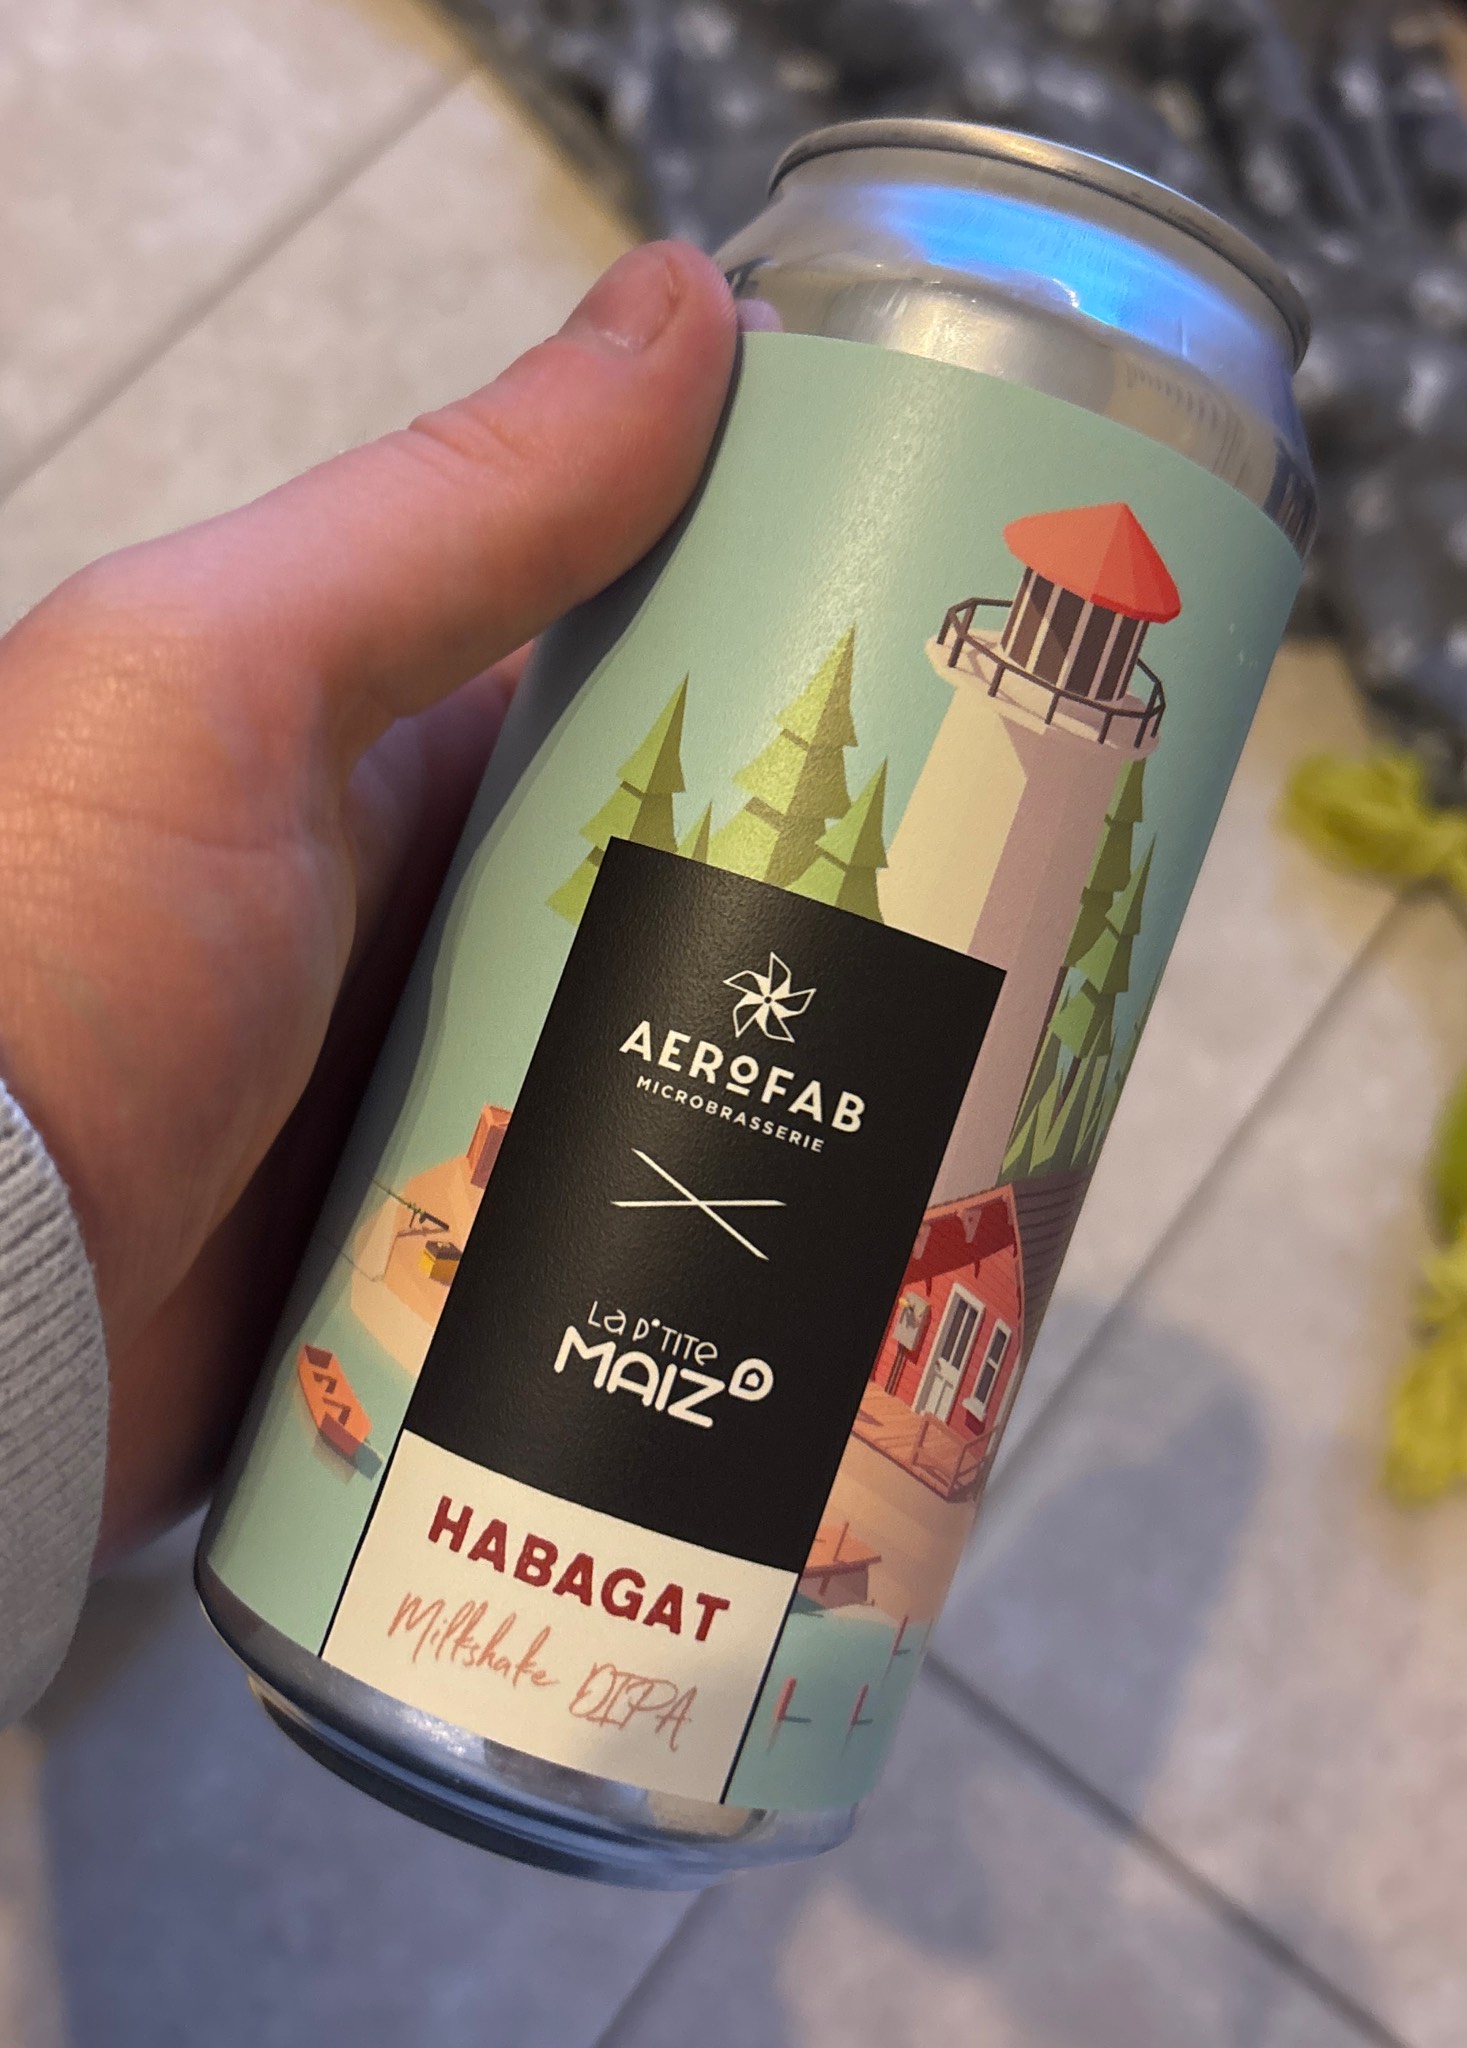 AEROFAB
MICROBRASSERIE
La P'TITE
MAIZ
HABAGAT
Milkshake DIPA